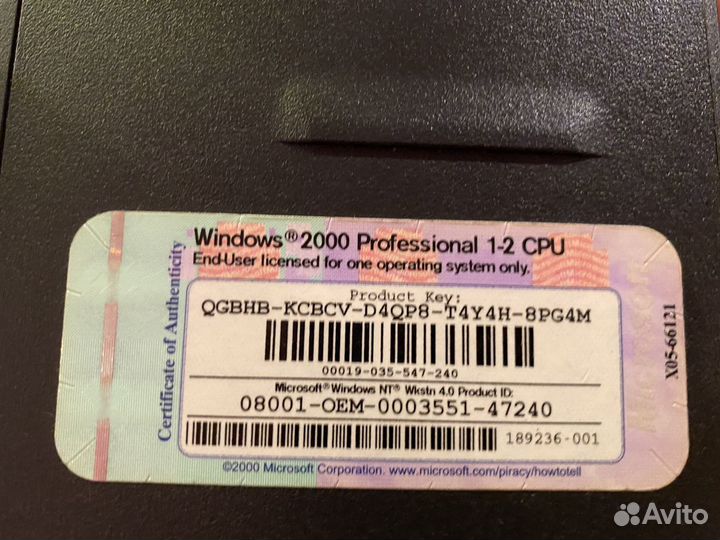 Windows®2000 Professional 1-2 CPU
End-User licensed for one operating system only.
Certificate of Authenticity
Product Key:
QGBHB-KCBCV-D4QP8-T4Y4H-8PG4M
00019-035-547-240
Microsoft® Windows NT® Wkstn 4.0 Product ID:
08001-OEM-0003551-47240
189236-001
©2000 Microsoft Corporation. www.microsoft.com/piracy/howtotell
X05-66121
Microsoft
Avito